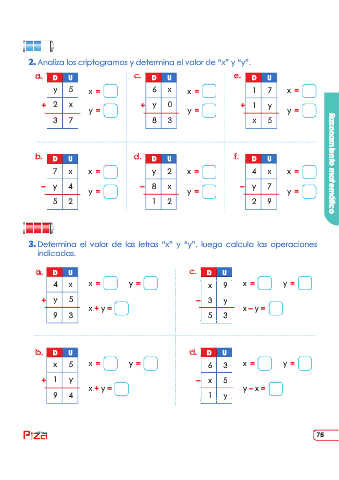 2. Analiza los criptogramas y determina el valor de "x" y "y".
a. D U
y 5
+ 2 x
3 7
x =
y =
c. D U
6 x
+ y 0
8 3
x =
y =
e. D U
1 7
+ 1 y
x 5
x =
y =
b. D U
7 x
– y 4
5 2
x =
y =
d. D U
y 2
– 8 x
1 2
x =
y =
f. D U
4 x
– y 7
2 9
x =
y =
Razonamiento matemático
3. Determina el valor de las letras "x" y "y", luego calcula las operaciones
indicadas.
a. D U
4 x
+ y 5
9 3
x = y =
x + y =
c. D U
x 9
– 3 y
5 3
x = y =
x – y =
b. D U
x 5
+ 1 y
9 4
x = y =
x + y =
d. D U
6 3
– x 5
1 y
x = y =
y – x =
Piza
75